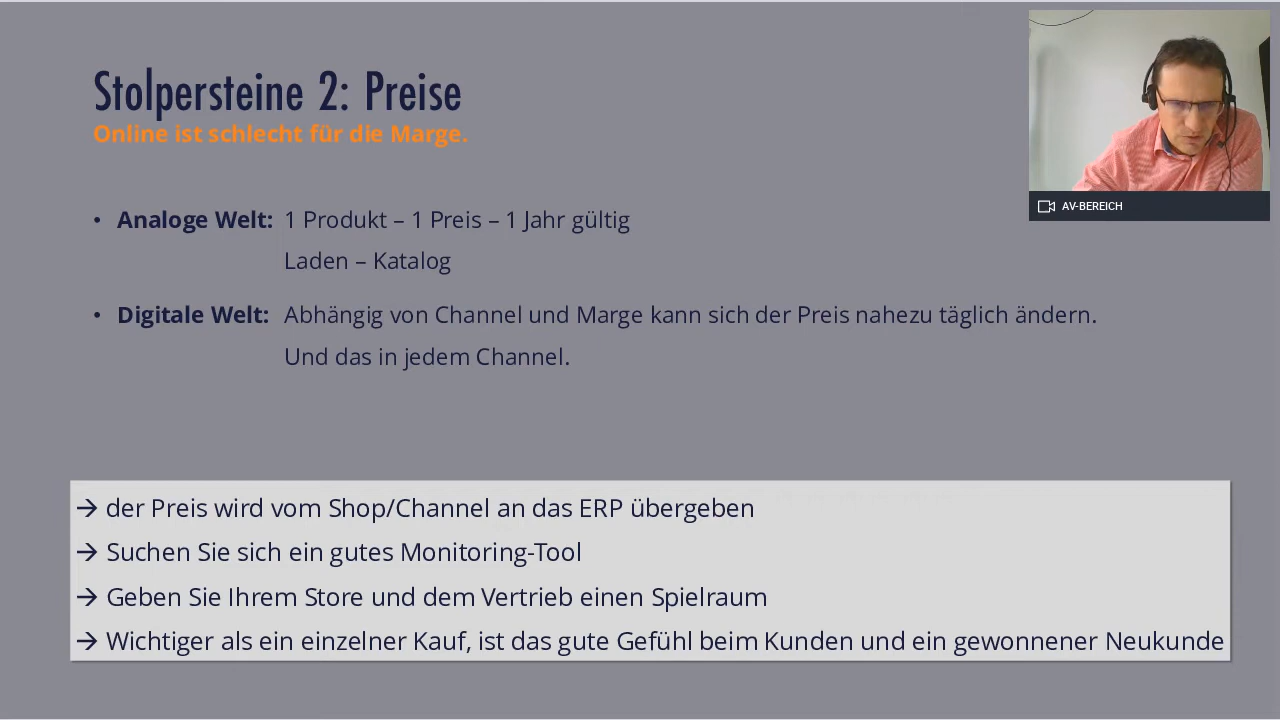 Stolpersteine 2: Preise
Online ist schlecht für die Marge.
• Analoge Welt: 1 Produkt – 1 Preis – 1 Jahr gültig
Laden – Katalog
• Digitale Welt: Abhängig von Channel und Marge kann sich der Preis nahezu täglich ändern.
Und das in jedem Channel.
AV-BEREICH
→ der Preis wird vom Shop/Channel an das ERP übergeben
→ Suchen Sie sich ein gutes Monitoring-Tool
→ Geben Sie Ihrem Store und dem Vertrieb einen Spielraum
→ Wichtiger als ein einzelner Kauf, ist das gute Gefühl beim Kunden und ein gewonnener Neukunde